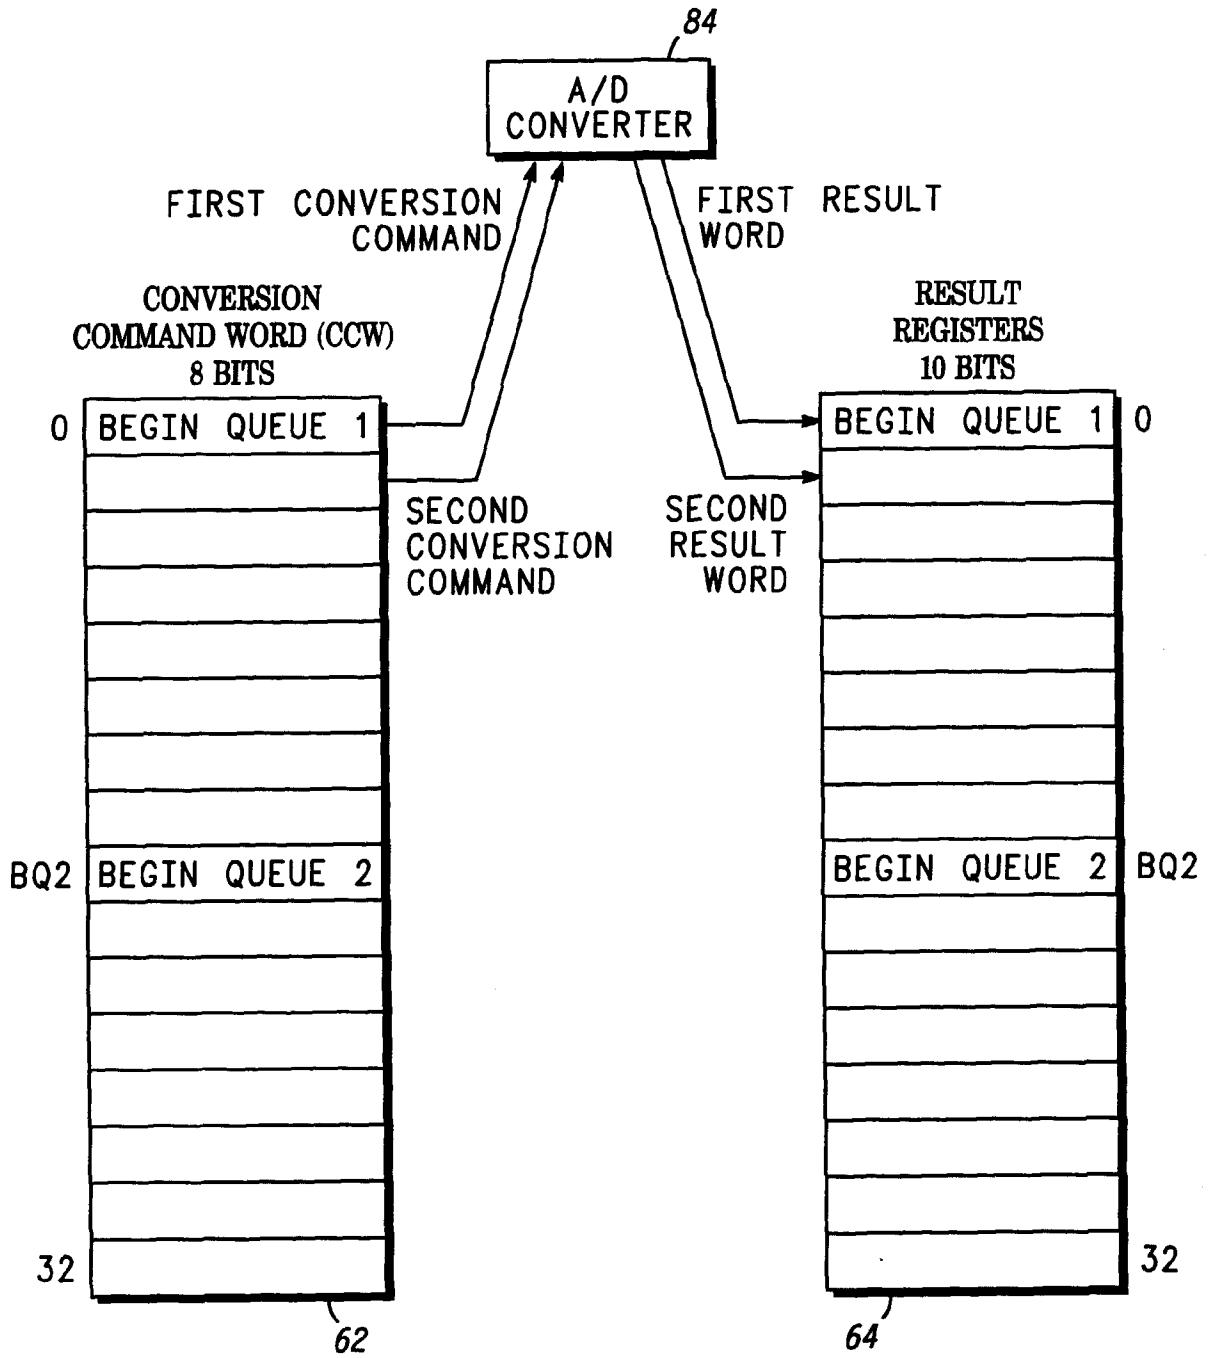 84
A/D
CONVERTER
FIRST CONVERSION
COMMAND
FIRST RESULT
WORD
CONVERSION
COMMAND WORD (CCW)
8 BITS
RESULT
REGISTERS
10 BITS
0
BEGIN QUEUE 1
BEGIN QUEUE 1
0
SECOND
CONVERSION
COMMAND
SECOND
RESULT
WORD
BQ2
BEGIN QUEUE 2
BEGIN QUEUE 2
BQ2
32
32
62
64